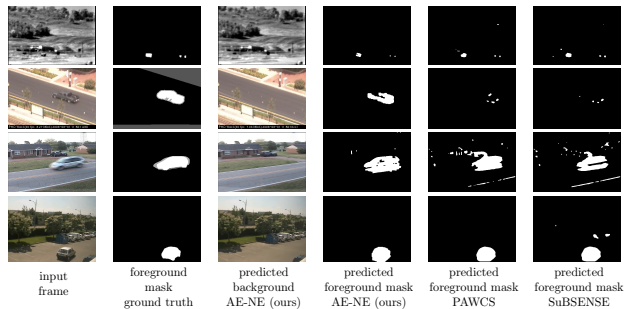 input
frame
foreground
mask
ground truth
predicted
background
AE-NE (ours)
predicted
foreground mask
AE-NE (ours)
predicted
foreground mask
PAWCS
predicted
foreground mask
SuBSENSE